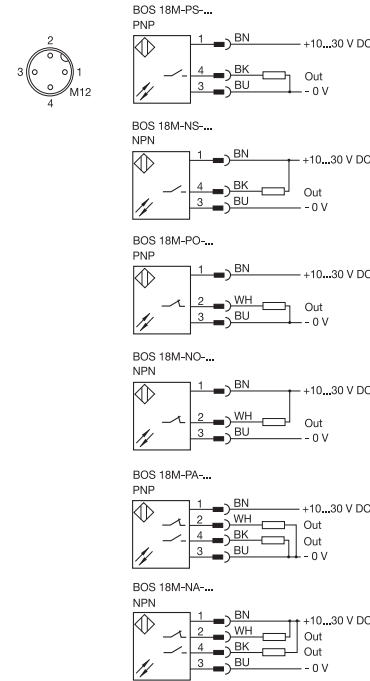 2
3 1
M12
4
BOS 18M-PS-...
PNP
1 BN +10...30 V DC
4 BK Out
3 BU - 0 V
BOS 18M-NS-...
NPN
1 BN +10...30 V DC
4 BK Out
3 BU - 0 V
BOS 18M-PO-...
PNP
1 BN +10...30 V DC
2 WH Out
3 BU - 0 V
BOS 18M-NO-...
NPN
1 BN +10...30 V DC
2 WH Out
3 BU - 0 V
BOS 18M-PA-...
PNP
1 BN +10...30 V DC
2 WH Out
4 BK Out
3 BU - 0 V
BOS 18M-NA-...
NPN
1 BN +10...30 V DC
2 WH Out
4 BK Out
3 BU - 0 V